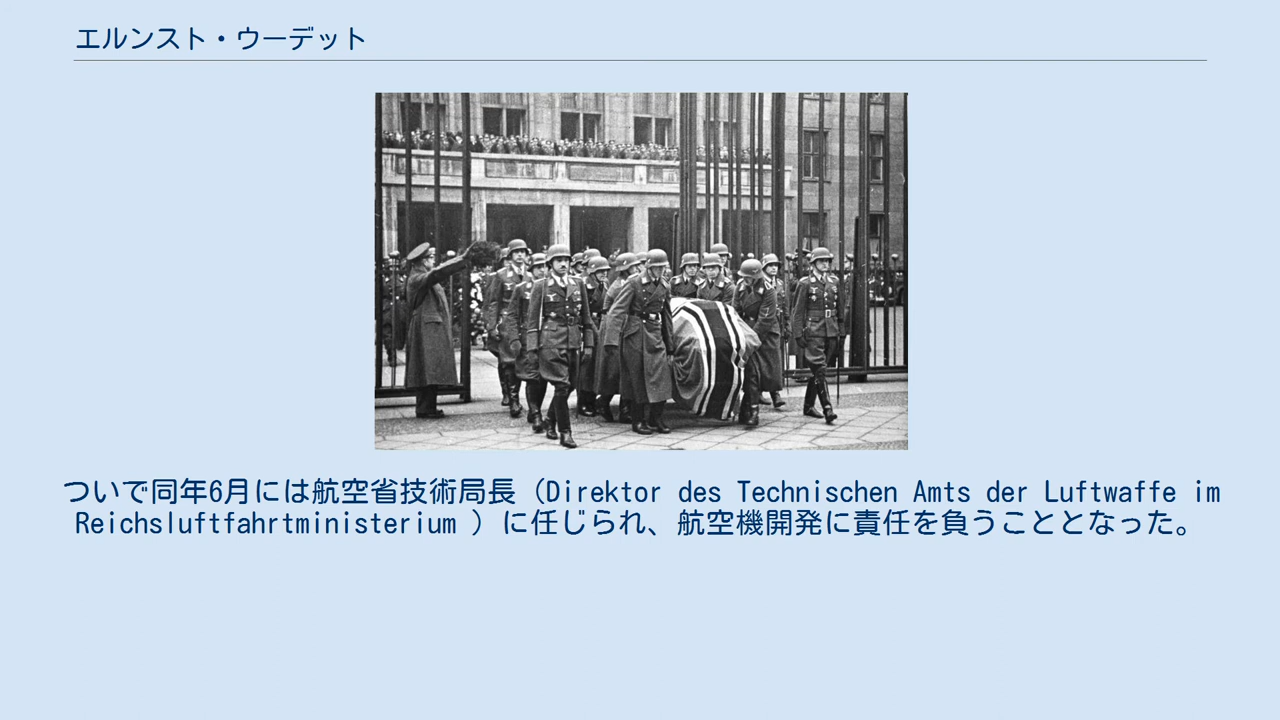 エルンスト・ウーデット
ついで同年6月には航空省技術局長（Direktor des Technischen Amts der Luftwaffe im
Reichsluftfahrtministerium ）に任じられ、航空機開発に責任を負うこととなった。